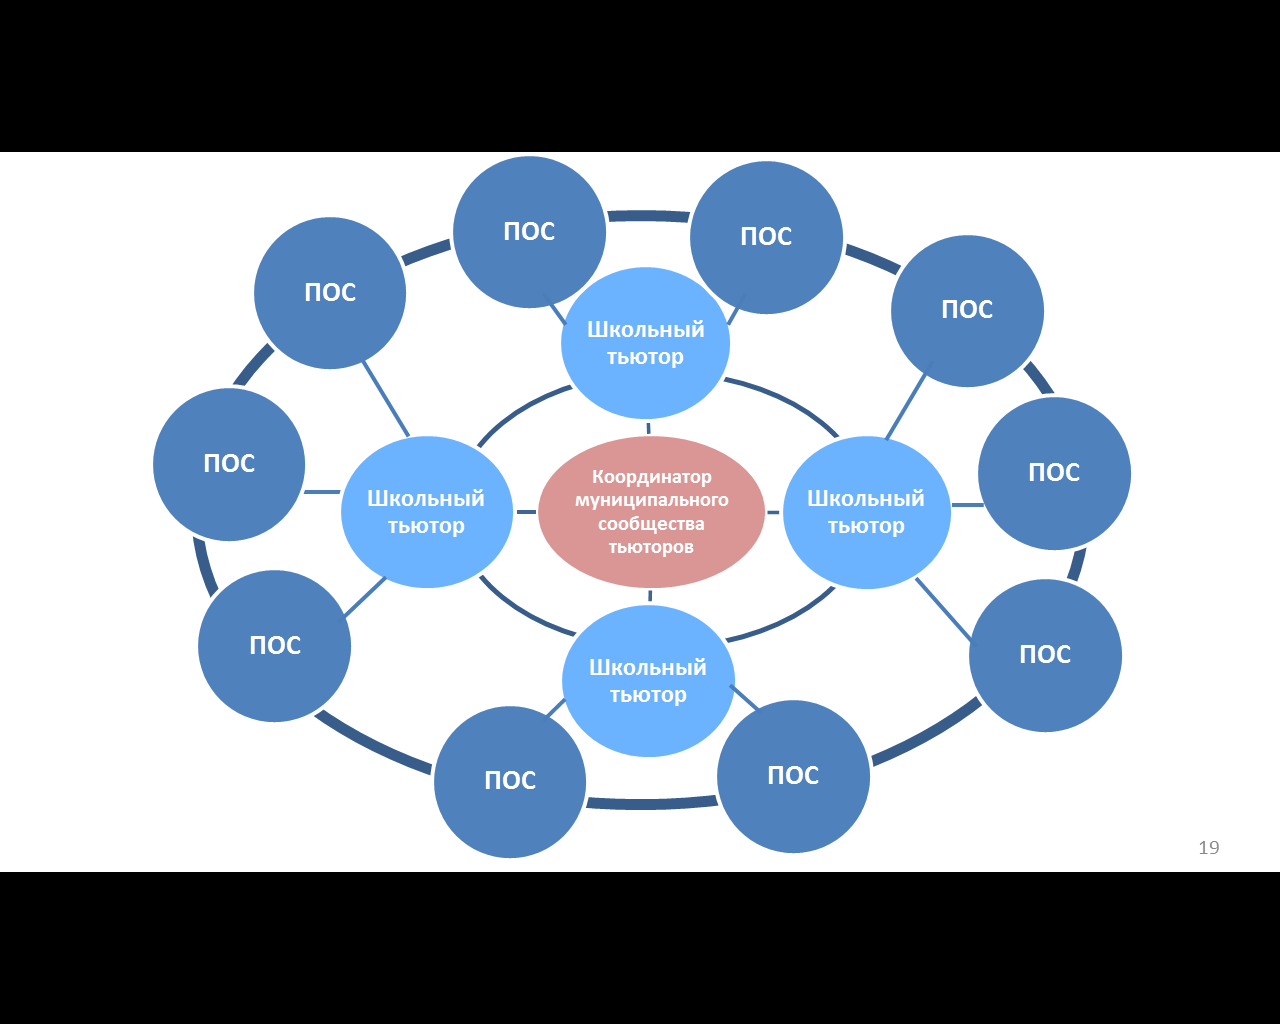 ПОС
ПОС
ПОС
ПОС
Школьный
тьютор
ПОС
ПОС
Школьный
тьютор
Координатор
муниципального
сообщества
тьюторов
Школьный
тьютор
ПОС
ПОС
Школьный
тьютор
ПОС
ПОС
19